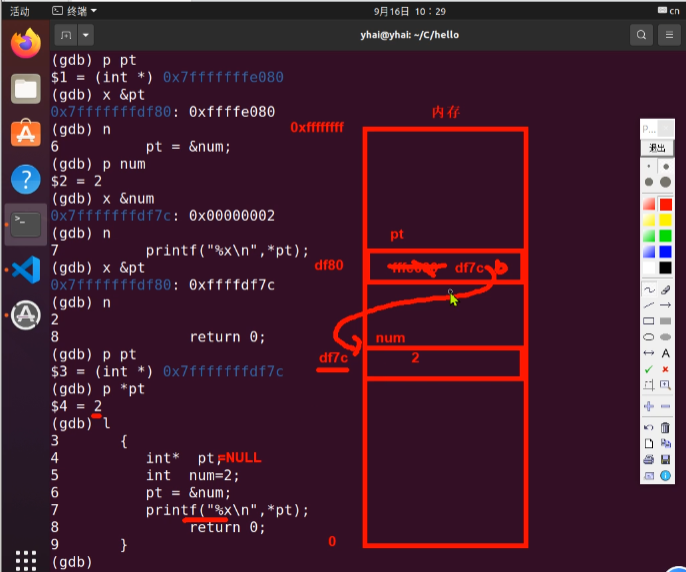 活动
终端
9月16日 10：29
cn
yhai@yhai: ~/C/hello
(gdb) p pt
$1 = (int *) 0x7fffffffe080
(gdb) x &pt
0x7fffffffdf80: 0xffffe080
(gdb) n
6 pt = &num;
(gdb) p num
$2 = 2
(gdb) x &num
0x7fffffffdf7c: 0x00000002
(gdb) n
7 printf("%x\n",*pt);
(gdb) x &pt
0x7fffffffdf80: 0xffffdf7c
(gdb) n
2
8 return 0;
(gdb) p pt
$3 = (int *) 0x7fffffffdf7c
(gdb) p *pt
$4 = 2
(gdb) l
3 {
4 int* pt;=NULL
5 int num=2;
6 pt = &num;
7 printf("%x\n",*pt);
8 return 0;
9 }
(gdb)
内存
0xffffffff
pt
df80
df7c
num
df7c
2
0
P...
退出